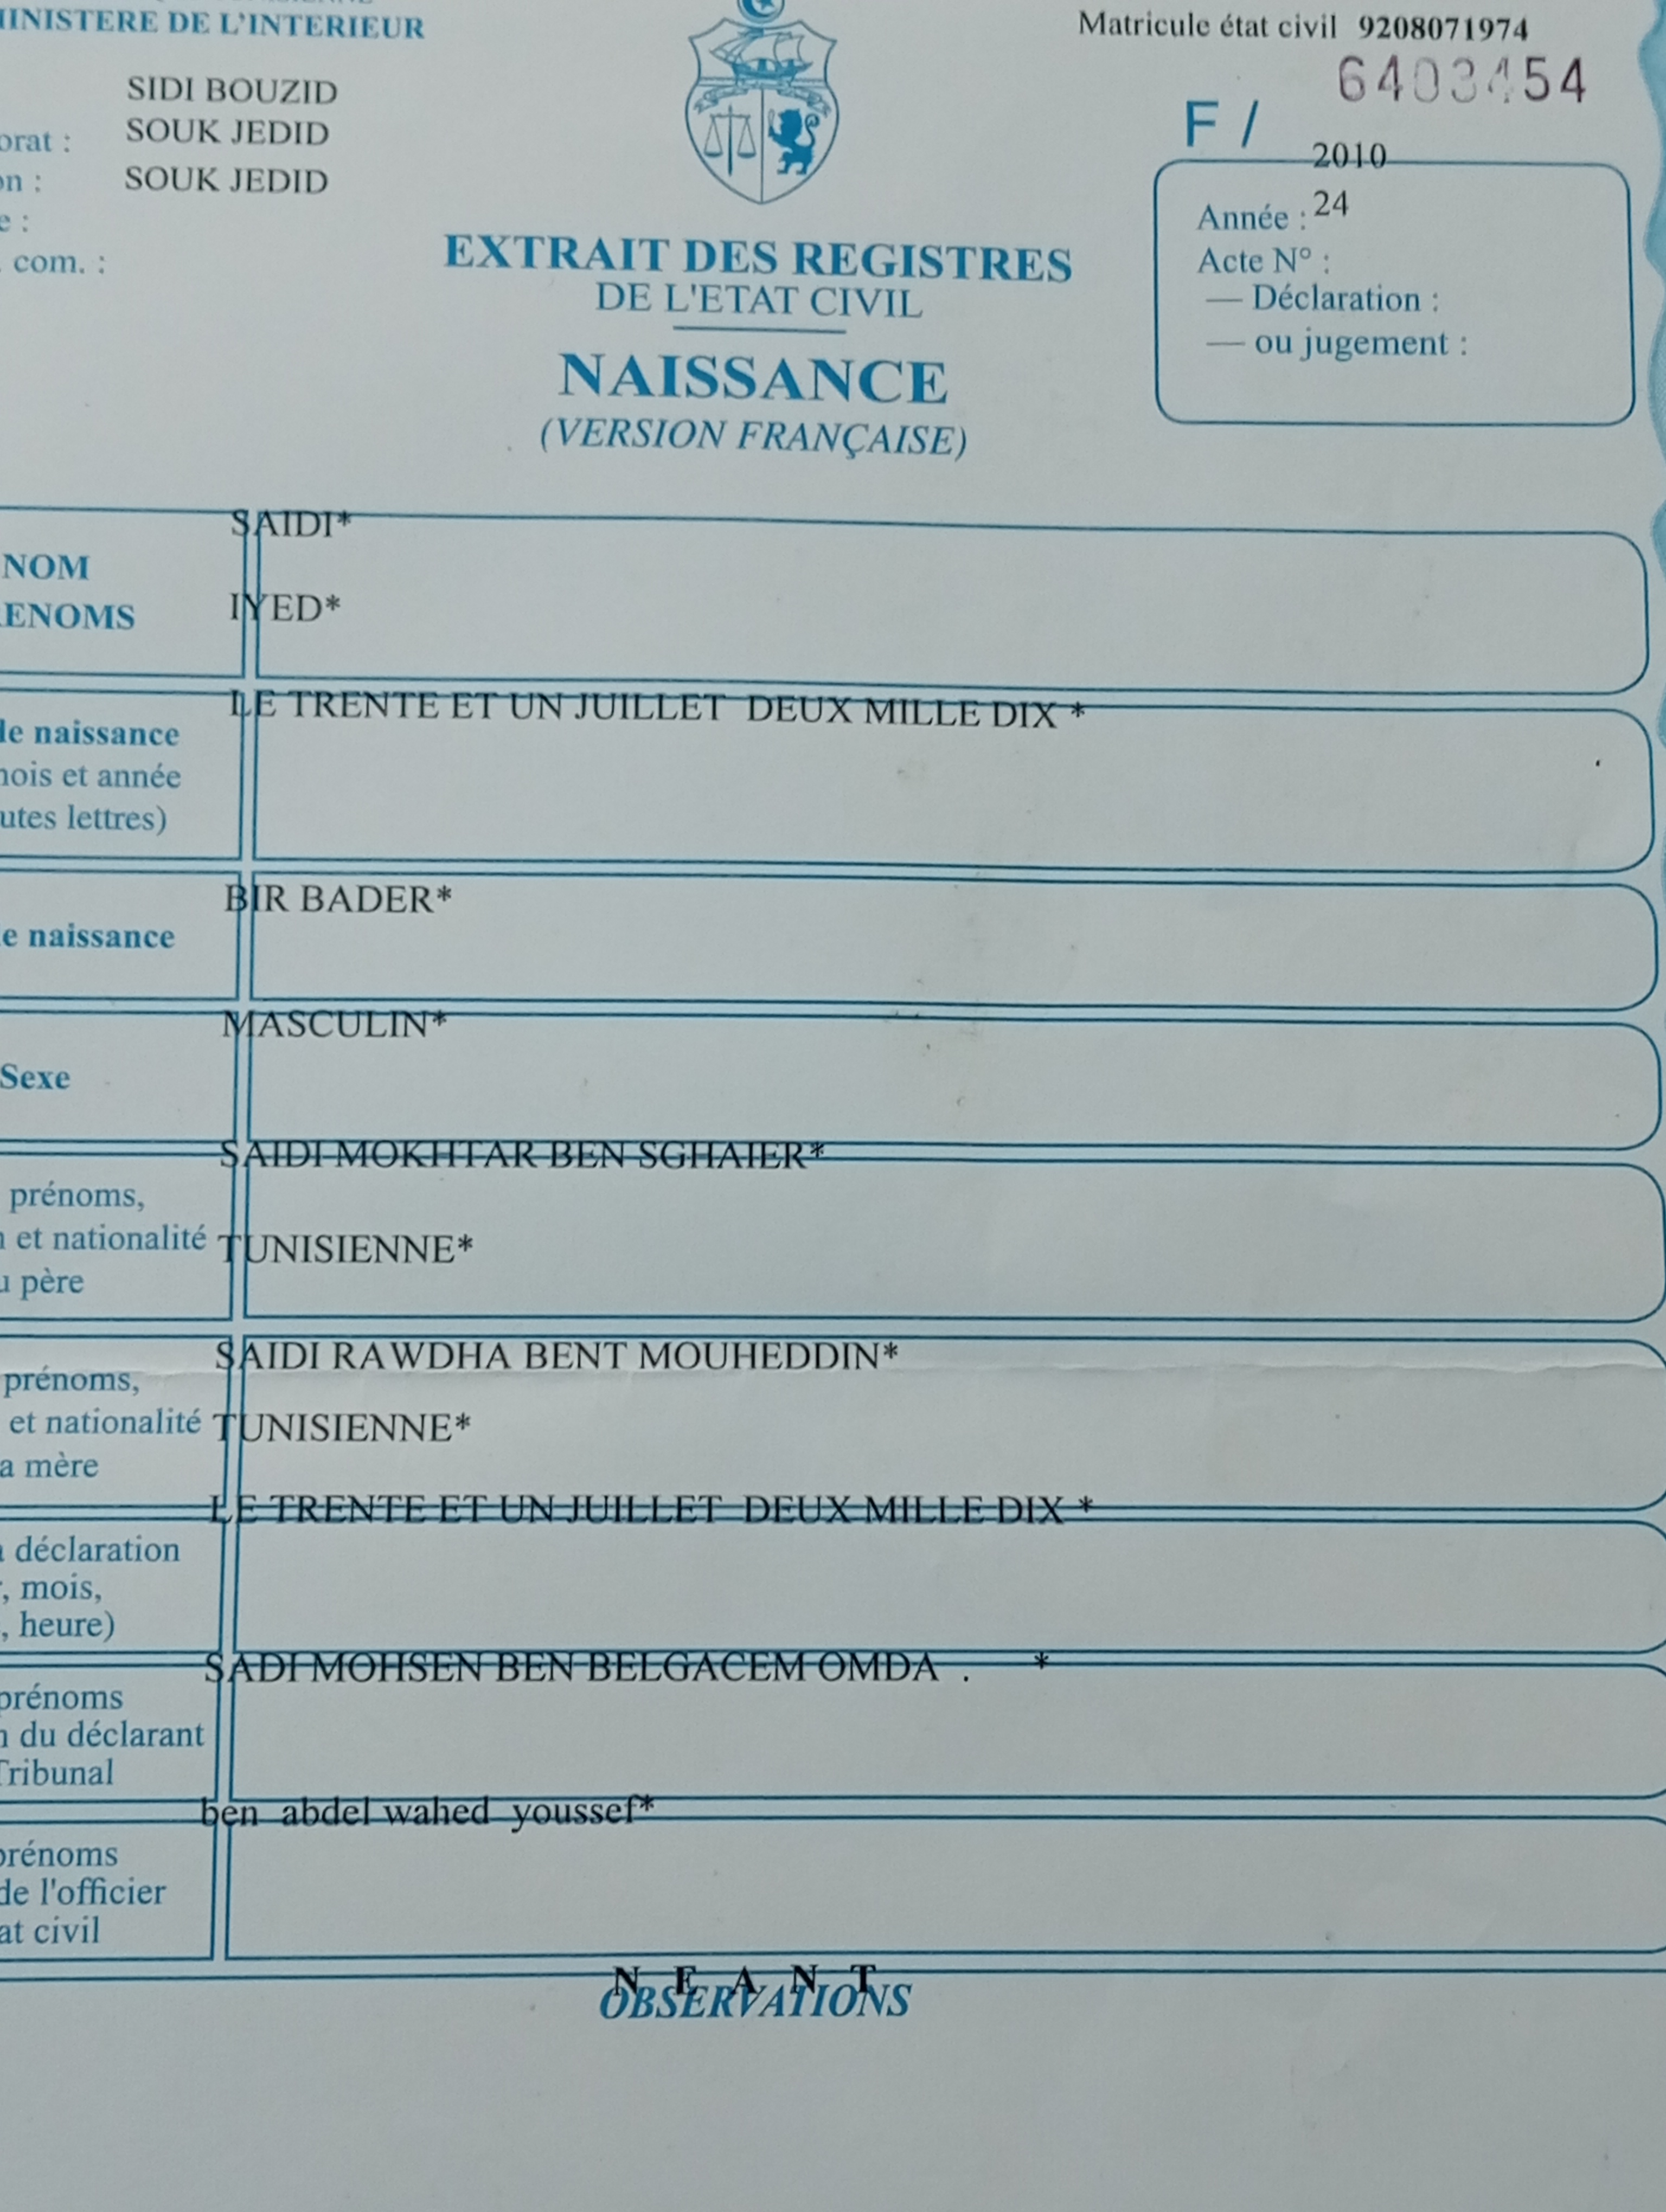 MINISTERE DE L'INTERIEUR
Matricule état civil 9208071974
6403454
SIDI BOUZID
orat : SOUK JEDID
on : SOUK JEDID
e :
com. :
F /
2010
Année : 24
Acte N° :
— Déclaration :
— ou jugement :
EXTRAIT DES REGISTRES
DE L'ETAT CIVIL
NAISSANCE
(VERSION FRANÇAISE)
SAIDI*
NOM
ENOMS IYED*
LE TRENTE ET UN JUILLET DEUX MILLE DIX *
de naissance
mois et année
utes lettres)
BIR BADER*
e naissance
MASCULIN*
Sexe
SAIDI MOKHTAR BEN SGHAIER*
prénoms,
n et nationalité TUNISIENNE*
u père
SAIDI RAWDHA BENT MOUHEDDIN*
prénoms,
et nationalité TUNISIENNE*
a mère
LE TRENTE ET UN JUILLET DEUX MILLE DIX *
a déclaration
, mois,
, heure)
SADI MOHSEN BEN BELGACEM OMDA . *
prénoms
n du déclarant
Tribunal
ben abdel wahed youssef*
prénoms
de l'officier
at civil
N E A N T
OBSERVATIONS